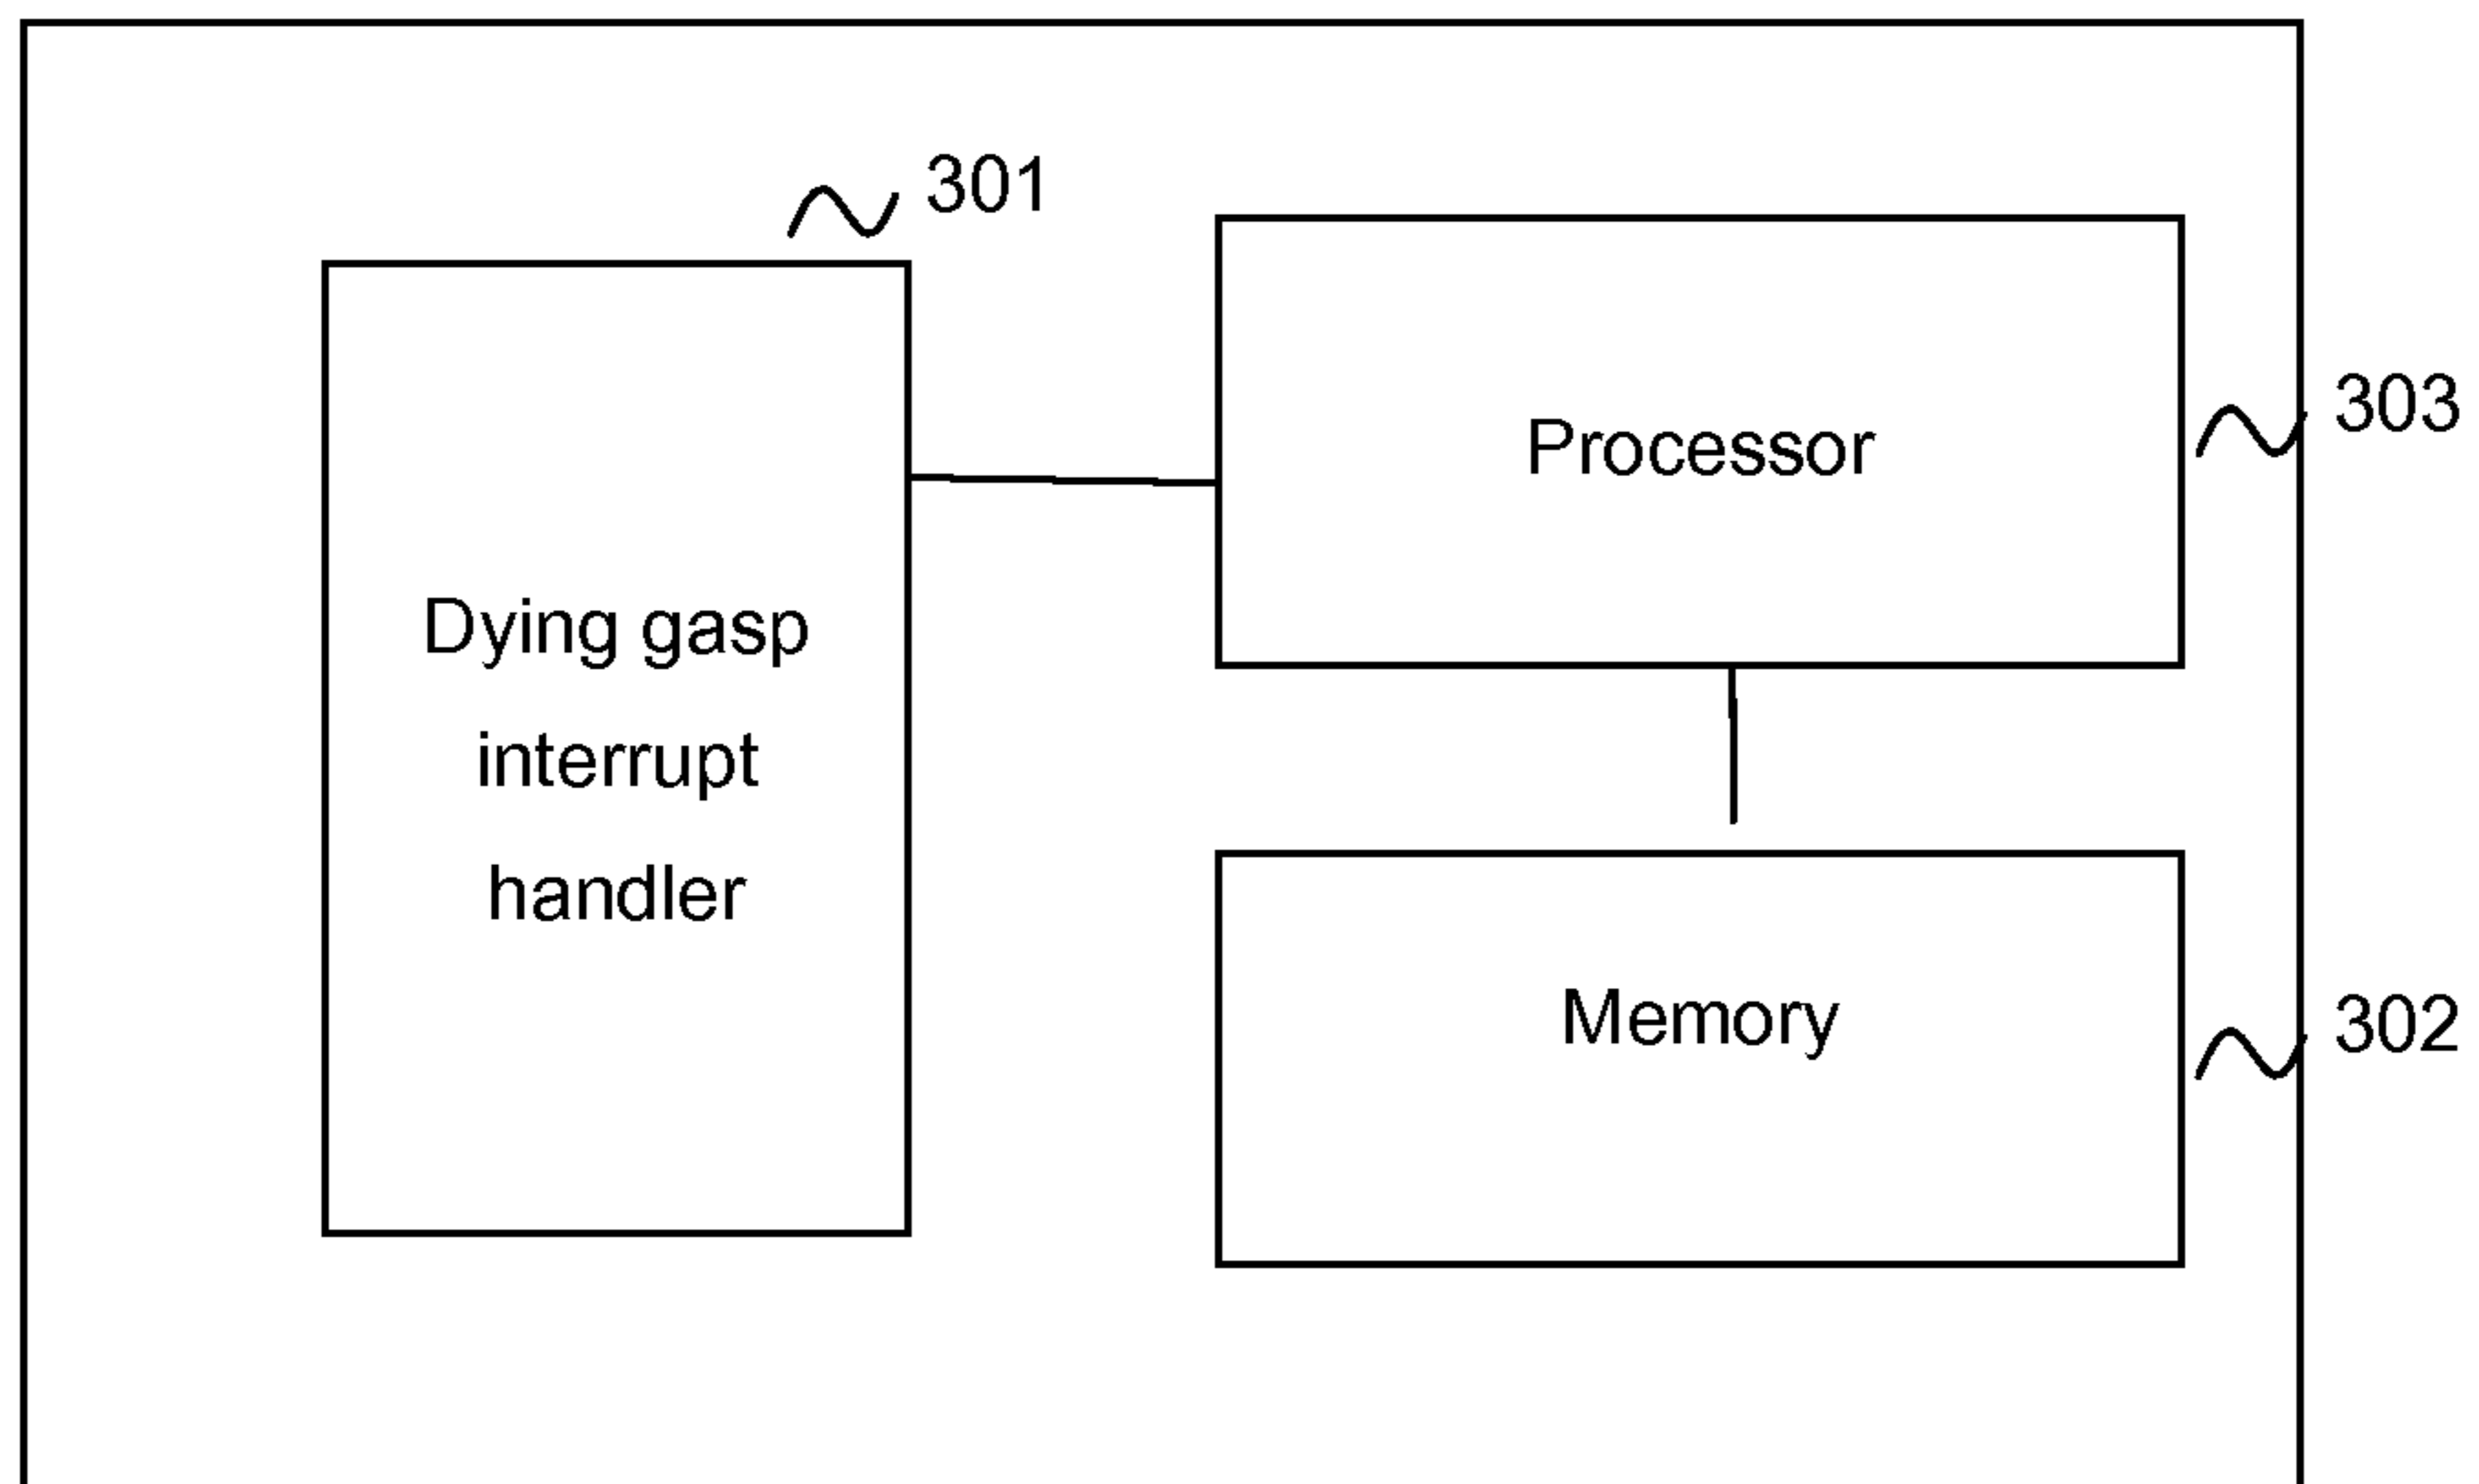 301
Dying gasp
interrupt
handler
Processor
303
Memory
302